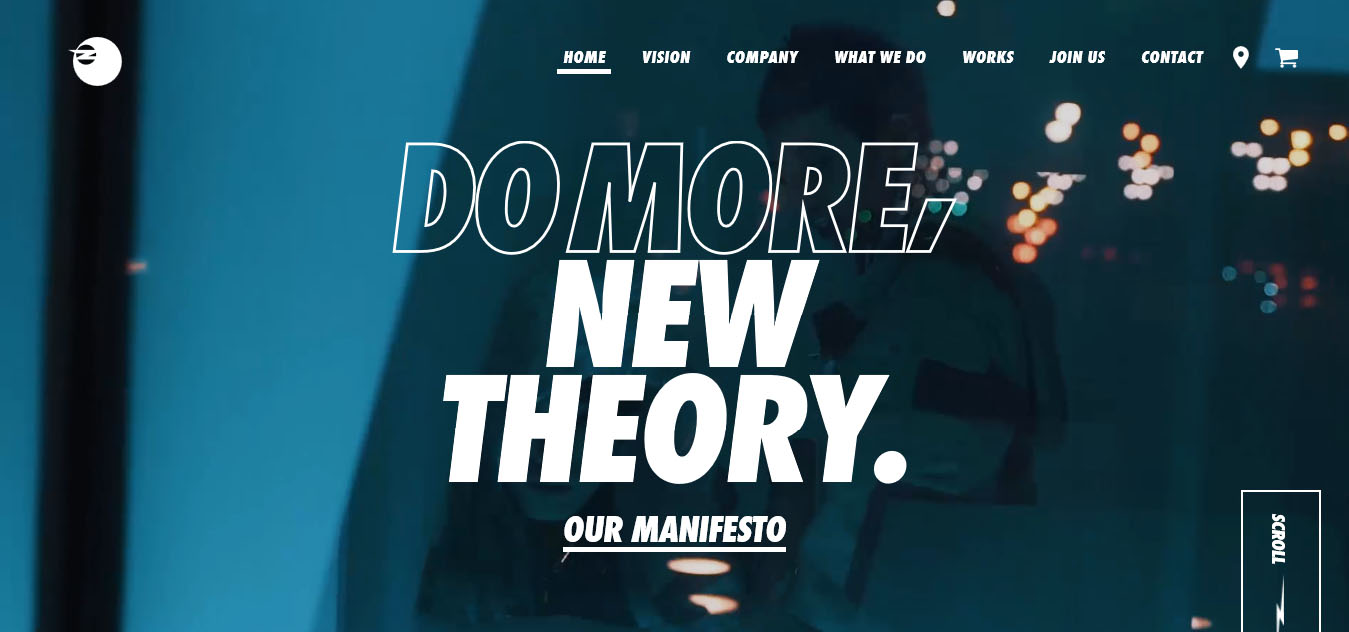 HOME VISION COMPANY WHAT WE DO WORKS JOIN US CONTACT
DO MORE,
NEW
THEORY.
OUR MANIFESTO
SCROLL